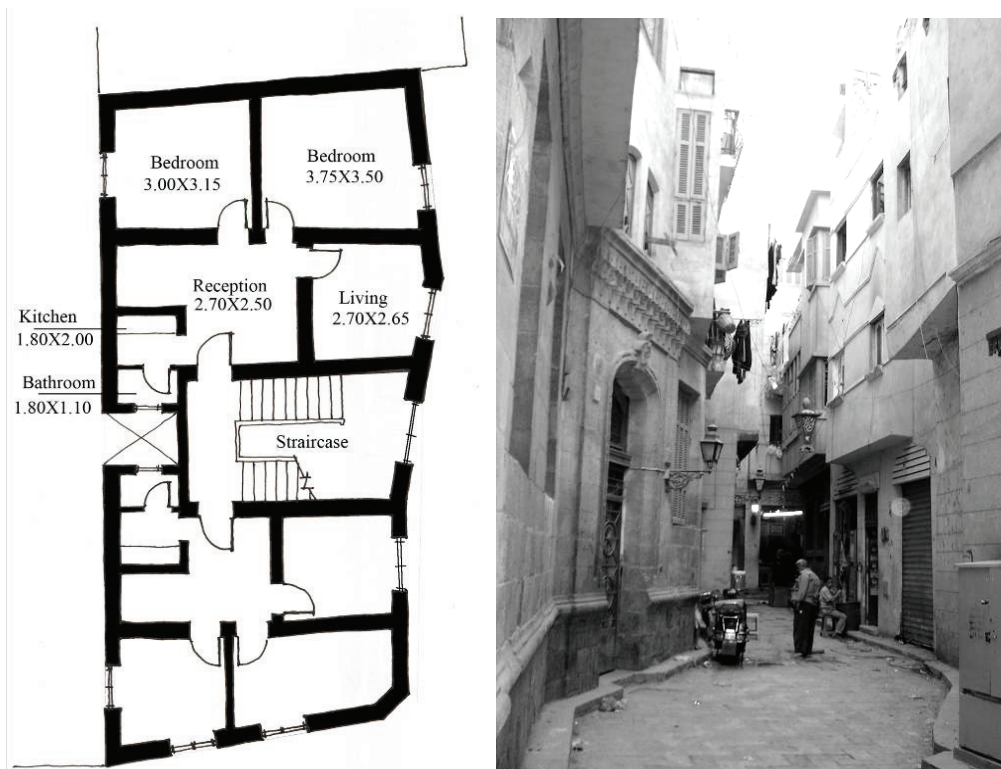 Bedroom
3.00X3.15
Bedroom
3.75X3.50
Reception
2.70X2.50
Living
2.70X2.65
Kitchen
1.80X2.00
Bathroom
1.80X1.10
Staircase